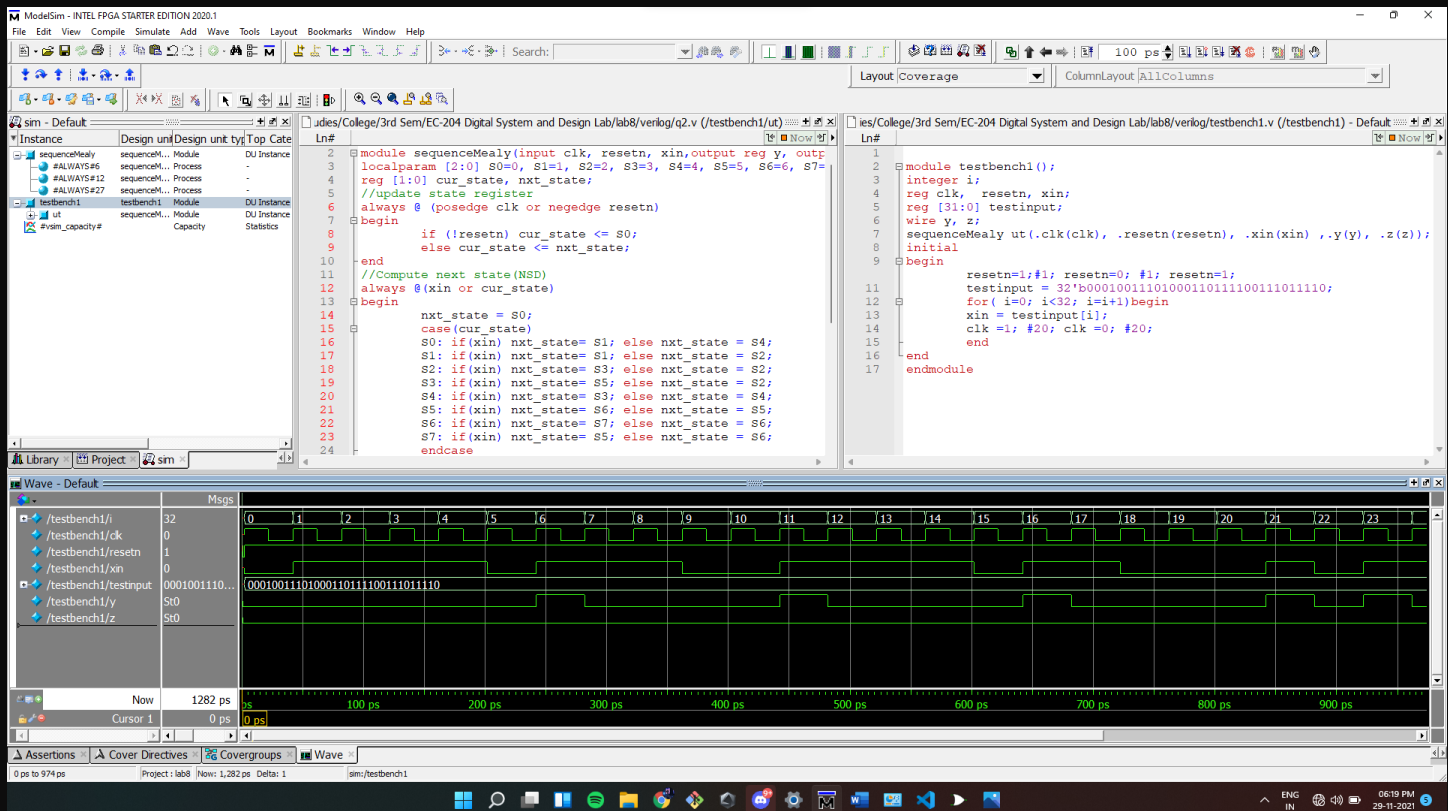 ModelSim - INTEL FPGA STARTER EDITION 2020.1
File Edit View Compile Simulate Add Wave Tools Layout Bookmarks Window Help
Search:
100 ps
Layout Coverage
ColumnLayout AllColumns
sim - Default
Instance Design unit Design unit typ Top Cate
sequenceMealy sequenceM... Module DU Instance
#ALWAYS#6 sequenceM... Process -
#ALWAYS#12 sequenceM... Process -
#ALWAYS#27 sequenceM... Process -
testbench1 testbench1 Module DU Instance
ut sequenceM... Module DU Instance
#vsim_capacity# Capacity Statistics
Library Project sim
udies/College/3rd Sem/EC-204 Digital System and Design Lab/lab8/verilog/q2.v (/testbench1/ut)
Ln# Now
2 module sequenceMealy(input clk, resetn, xin,output reg y, outp
3 localparam [2:0] S0=0, S1=1, S2=2, S3=3, S4=4, S5=5, S6=6, S7=
4 reg [1:0] cur_state, nxt_state;
5 //update state register
6 always @ (posedge clk or negedge resetn)
7 begin
8 if (!resetn) cur_state <= S0;
9 else cur_state <= nxt_state;
10 end
11 //Compute next state(NSD)
12 always @(xin or cur_state)
13 begin
14 nxt_state = S0;
15 case(cur_state)
16 S0: if(xin) nxt_state= S1; else nxt_state = S4;
17 S1: if(xin) nxt_state= S1; else nxt_state = S2;
18 S2: if(xin) nxt_state= S3; else nxt_state = S2;
19 S3: if(xin) nxt_state= S5; else nxt_state = S2;
20 S4: if(xin) nxt_state= S3; else nxt_state = S4;
21 S5: if(xin) nxt_state= S6; else nxt_state = S5;
22 S6: if(xin) nxt_state= S7; else nxt_state = S6;
23 S7: if(xin) nxt_state= S5; else nxt_state = S6;
24 endcase
ies/College/3rd Sem/EC-204 Digital System and Design Lab/lab8/verilog/testbench1.v (/testbench1) - Default
Ln# Now
1
2 module testbench1();
3 integer i;
4 reg clk, resetn, xin;
5 reg [31:0] testinput;
6 wire y, z;
7 sequenceMealy ut(.clk(clk), .resetn(resetn), .xin(xin) ,.y(y), .z(z));
8 initial
9 begin
resetn=1;#1; resetn=0; #1; resetn=1;
11 testinput = 32'b00010011101000110111100111011110;
12 for( i=0; i<32; i=i+1)begin
13 xin = testinput[i];
14 clk =1; #20; clk =0; #20;
15 end
16 end
17 endmodule
Wave - Default
Msgs
/testbench1/i 32 0 1 2 3 4 5 6 7 8 9 10 11 12 13 14 15 16 17 18 19 20 21 22 23
/testbench1/clk 0
/testbench1/resetn 1
/testbench1/xin 0
/testbench1/testinput 0001001110... 00010011101000110111100111011110
/testbench1/y St0
/testbench1/z St0
Now 1282 ps ps 100 ps 200 ps 300 ps 400 ps 500 ps 600 ps 700 ps 800 ps 900 ps
Cursor 1 0 ps 0 ps
Assertions Cover Directives Covergroups Wave
0 ps to 974 ps Project : lab8 Now: 1,282 ps Delta: 1 sim:/testbench1
ENG
IN
06:19 PM
29-11-2021
5